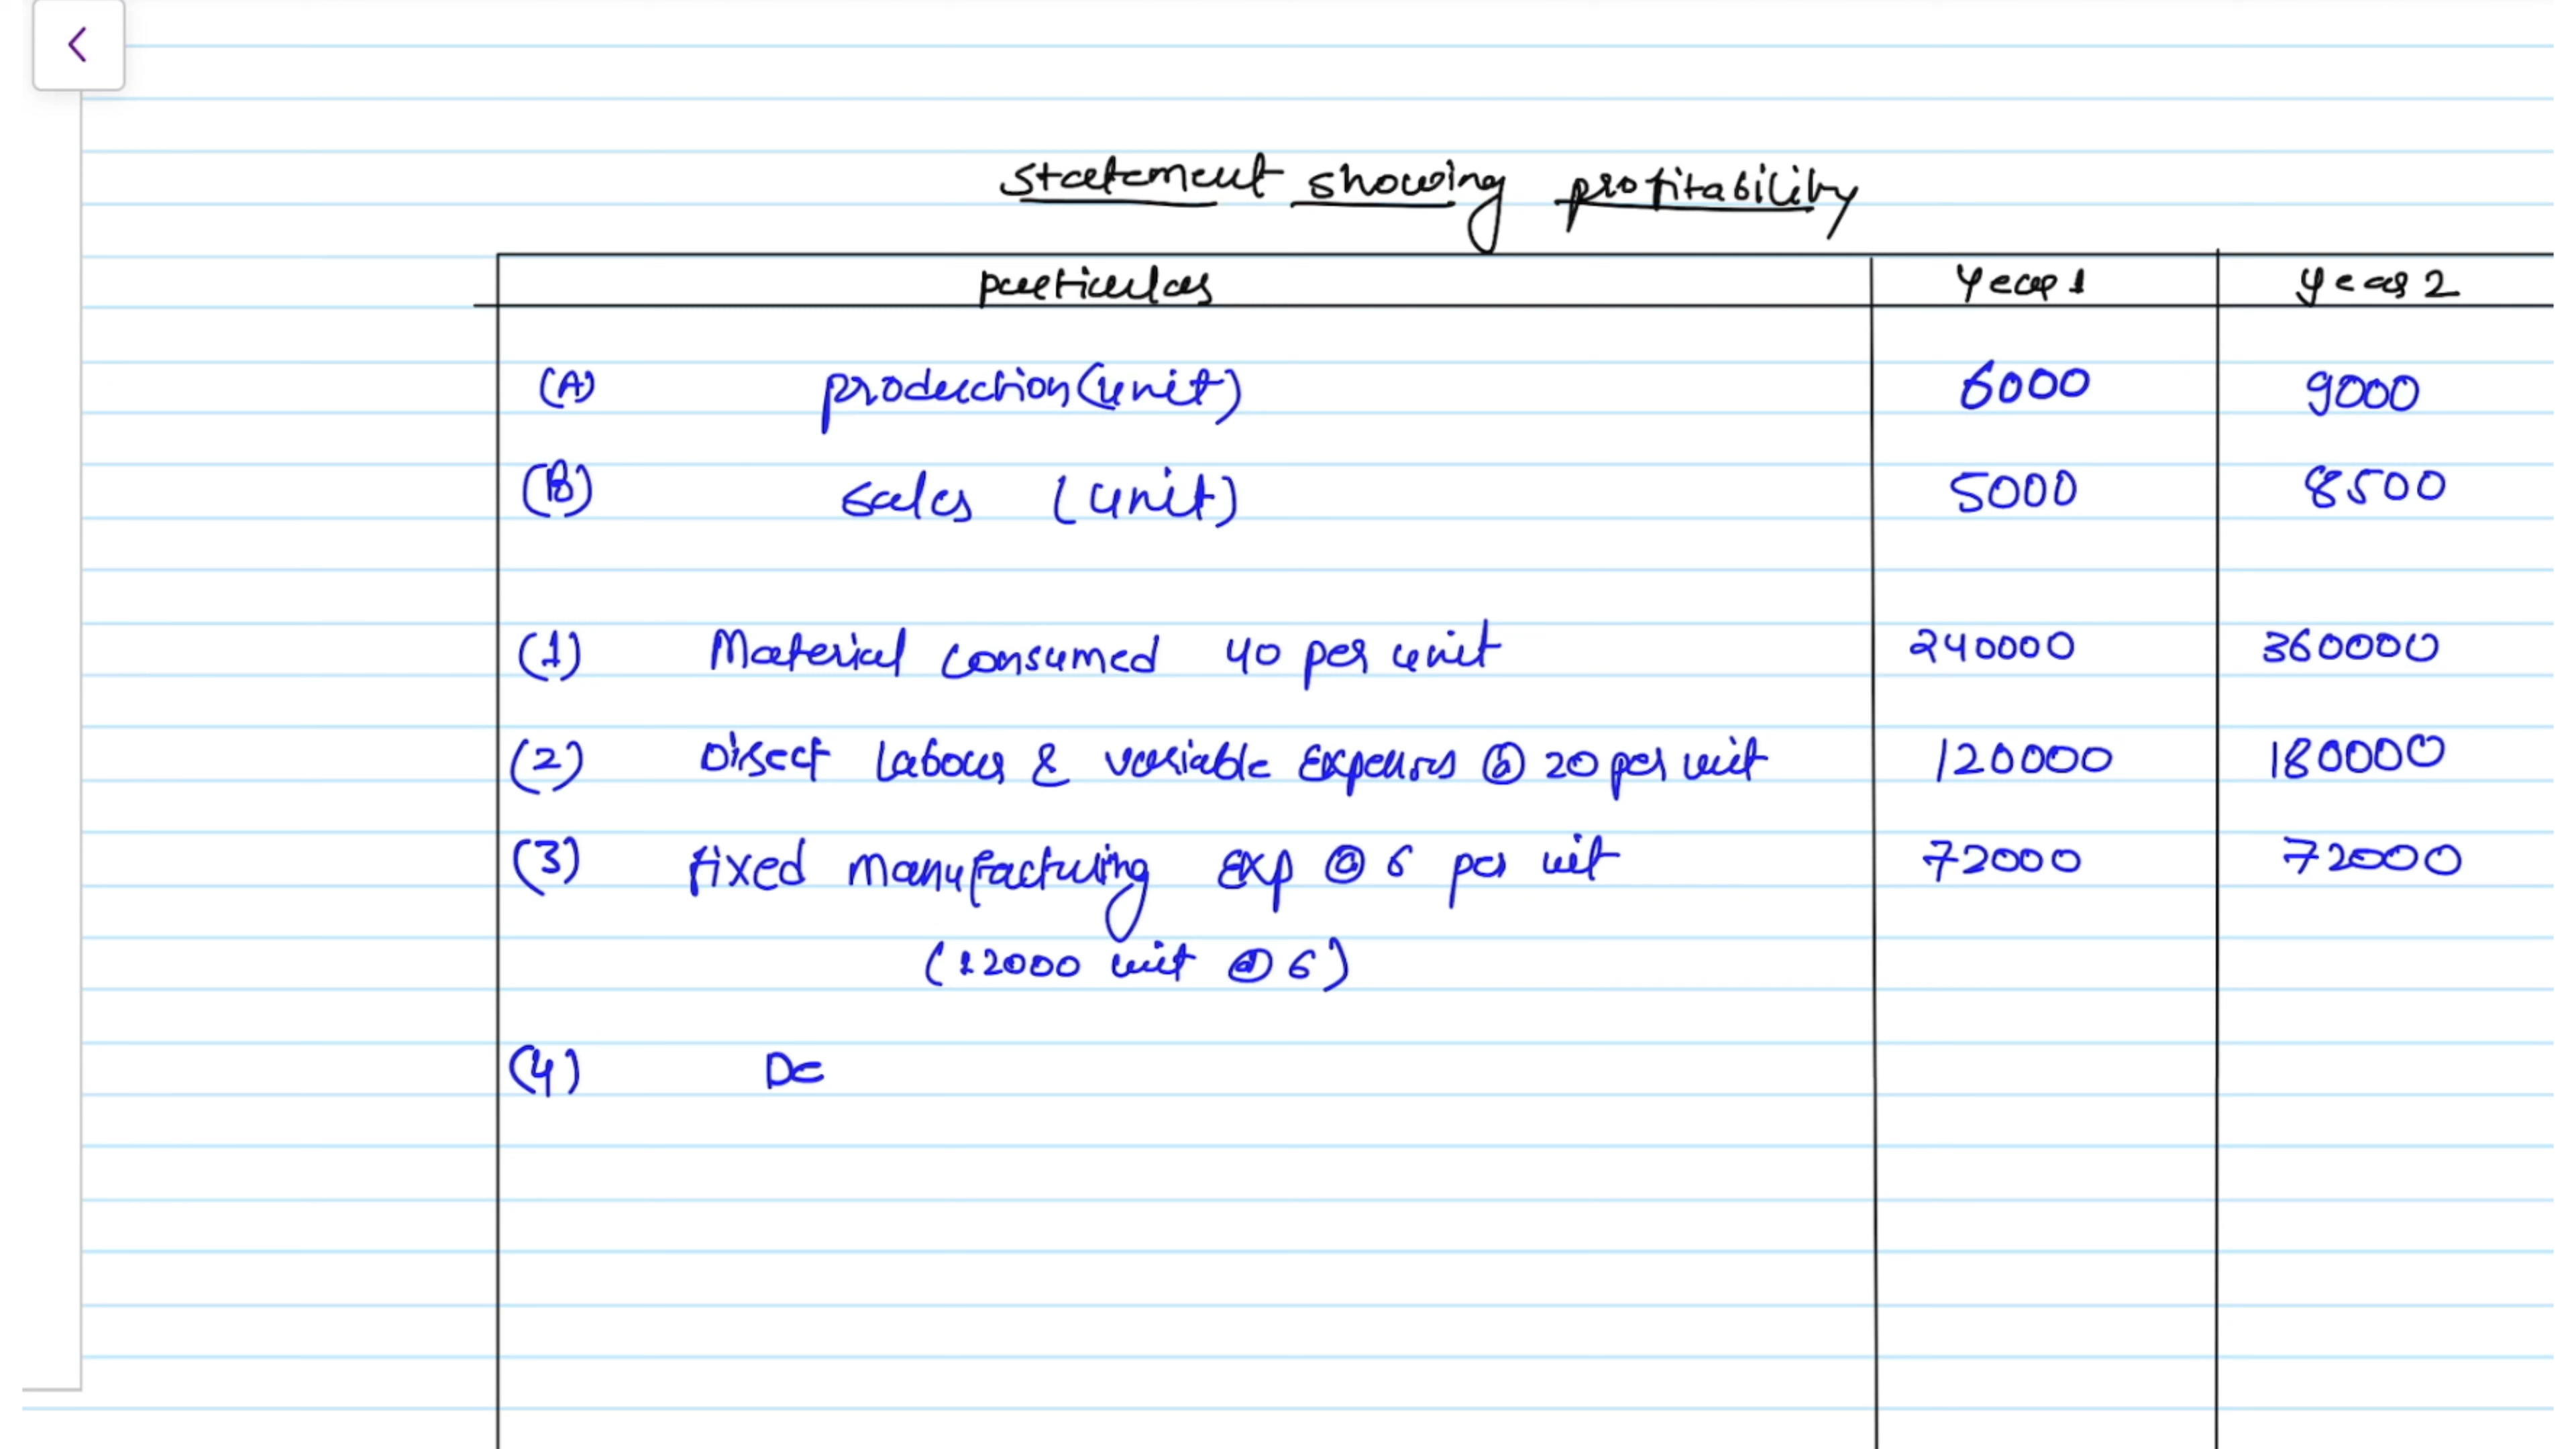 Statement showing profitability
particulars Year 1 Year 2
(A) production (unit) 6000 9000
(B) sales (unit) 5000 8500
(1) Material consumed 40 per unit 240000 360000
(2) Direct Labour & variable Expenses @ 20 per unit 120000 180000
(3) Fixed manufacturing Exp @ 6 per unit 72000 72000
(12000 unit @ 6)
(4) De